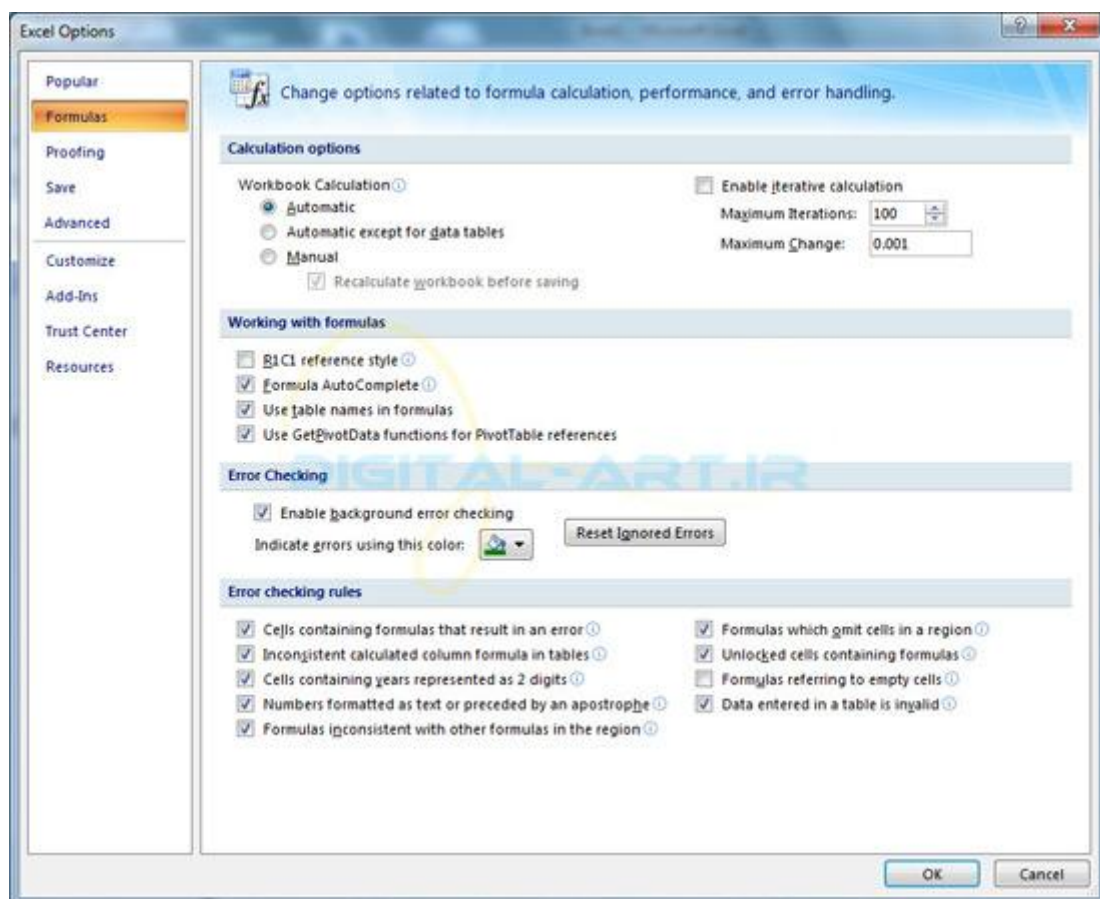 Excel Options
Popular
Formulas
Proofing
Save
Advanced
Customize
Add-Ins
Trust Center
Resources
Change options related to formula calculation, performance, and error handling.
Calculation options
Workbook Calculation
Automatic
Automatic except for data tables
Manual
Recalculate workbook before saving
Enable iterative calculation
Maximum Iterations: 100
Maximum Change: 0.001
Working with formulas
R1C1 reference style
Formula AutoComplete
Use table names in formulas
Use GetPivotData functions for PivotTable references
DIGITAL-ART.IR
Error Checking
Enable background error checking
Indicate errors using this color:
Reset Ignored Errors
Error checking rules
Cells containing formulas that result in an error
Inconsistent calculated column formula in tables
Cells containing years represented as 2 digits
Numbers formatted as text or preceded by an apostrophe
Formulas inconsistent with other formulas in the region
Formulas which omit cells in a region
Unlocked cells containing formulas
Formulas referring to empty cells
Data entered in a table is invalid
OK
Cancel